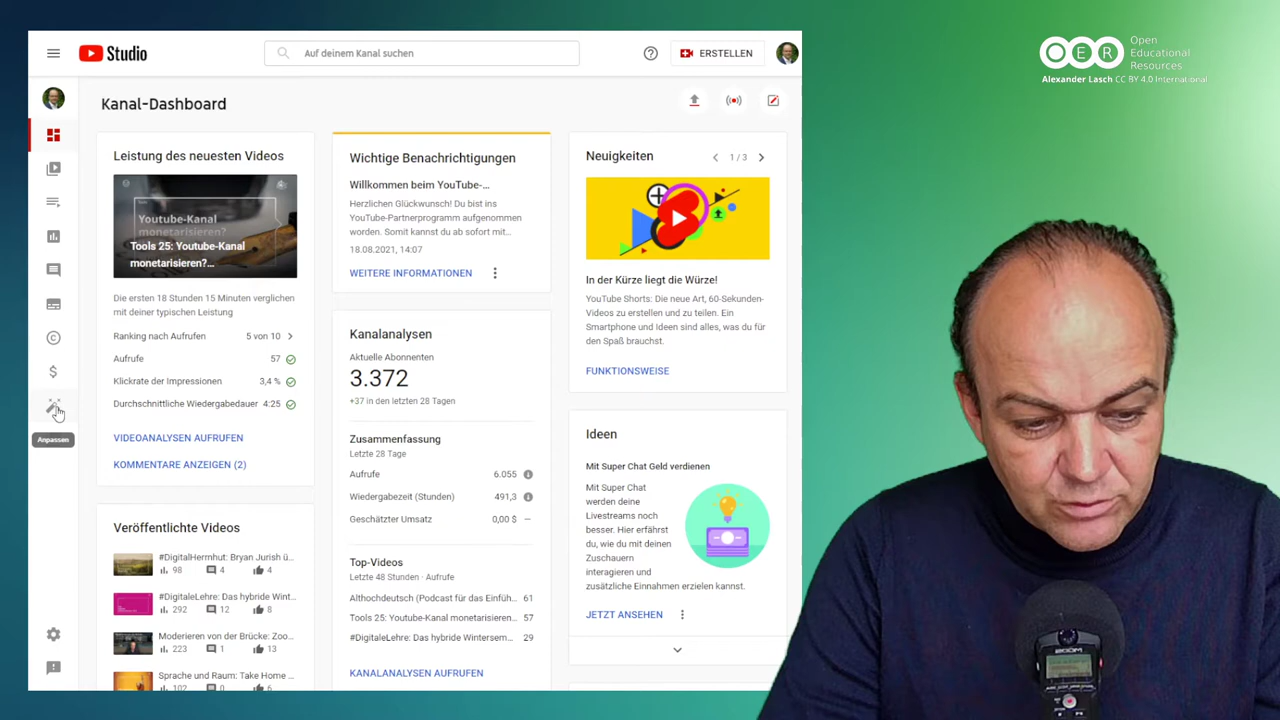 Studio
Auf deinem Kanal suchen
ERSTELLEN
OER
Open
Educational
Resources
Alexander Lasch CC BY 4.0 International
Kanal-Dashboard
Leistung des neuesten Videos
Youtube-Kanal
monetarisieren?
Tools 25: Youtube-Kanal
monetarisieren?...
Die ersten 18 Stunden 15 Minuten verglichen
mit deiner typischen Leistung
Ranking nach Aufrufen 5 von 10
Aufrufe 57
Klickrate der Impressionen 3,4 %
Durchschnittliche Wiedergabedauer 4:25
VIDEOANALYSEN AUFRUFEN
KOMMENTARE ANZEIGEN (2)
Anpassen
Veröffentlichte Videos
#DigitalHerrnhut: Bryan Jurish ü...
98 4 4
#DigitaleLehre: Das hybride Wint...
292 12 8
Moderieren von der Brücke: Zoo...
223 1 13
Sprache und Raum: Take Home ...
102 0 6
Wichtige Benachrichtigungen
Willkommen beim YouTube-...
Herzlichen Glückwunsch! Du bist ins
YouTube-Partnerprogramm aufgenommen
worden. Somit kannst du ab sofort mit...
18.08.2021, 14:07
WEITERE INFORMATIONEN
Kanalanalysen
Aktuelle Abonnenten
3.372
+37 in den letzten 28 Tagen
Zusammenfassung
Letzte 28 Tage
Aufrufe 6.055
Wiedergabezeit (Stunden) 491,3
Geschätzter Umsatz 0,00 $ —
Top-Videos
Letzte 48 Stunden · Aufrufe
Althochdeutsch (Podcast für das Einfüh... 61
Tools 25: Youtube-Kanal monetarisieren... 57
#DigitaleLehre: Das hybride Wintersem... 29
KANALANALYSEN AUFRUFEN
Neuigkeiten
1 / 3
In der Kürze liegt die Würze!
YouTube Shorts: Die neue Art, 60-Sekunden-
Videos zu erstellen und zu teilen. Ein
Smartphone und Ideen sind alles, was du für
den Spaß brauchst.
FUNKTIONSWEISE
Ideen
Mit Super Chat Geld verdienen
Mit Super Chat
werden deine
Livestreams noch
besser. Hier erfährst
du, wie du mit deinen
Zuschauern
interagieren und
zusätzliche Einnahmen erzielen kannst.
JETZT ANSEHEN
ZOOM